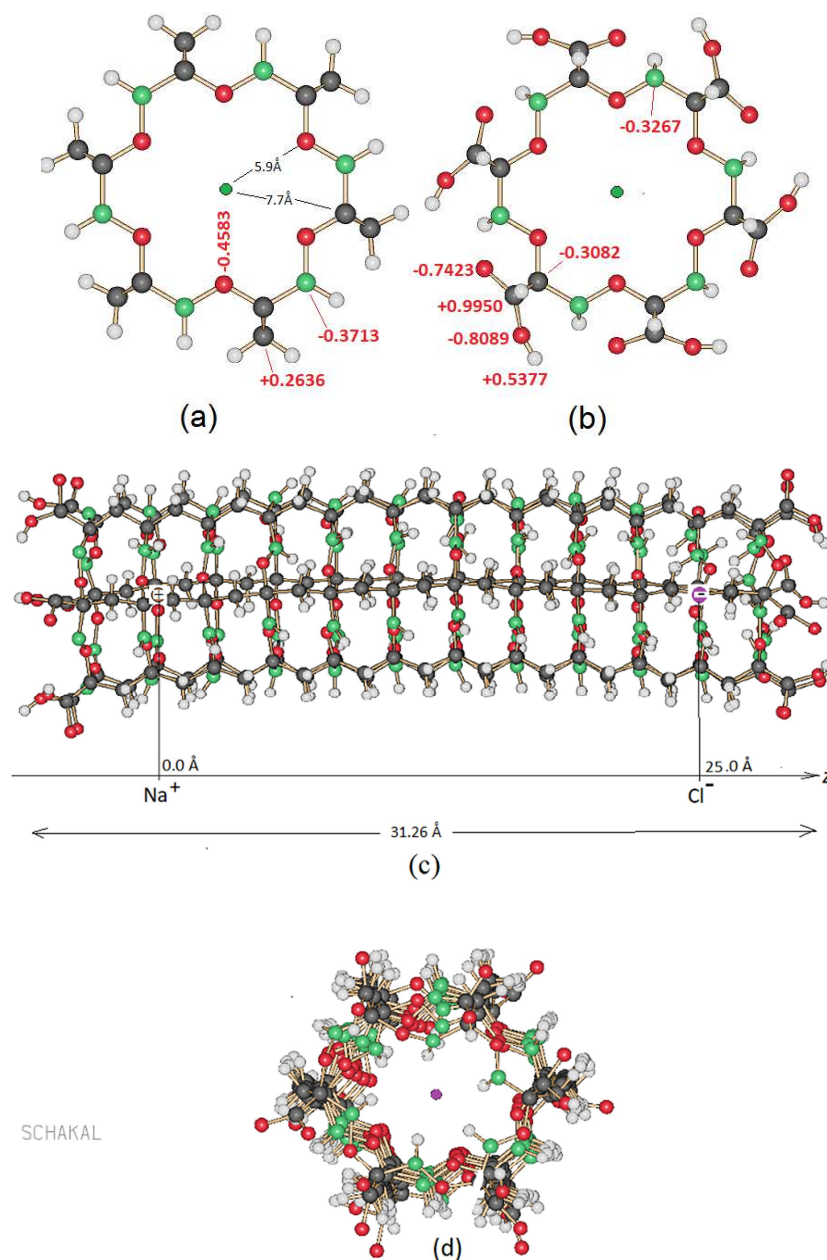 5.9Å
7.7Å
-0.4583
-0.3713
+0.2636
(a)
-0.3267
-0.3082
-0.7423
+0.9950
-0.8089
+0.5377
(b)
0.0 Å
25.0 Å
z
Na+
Cl-
31.26 Å
(c)
SCHAKAL
(d)